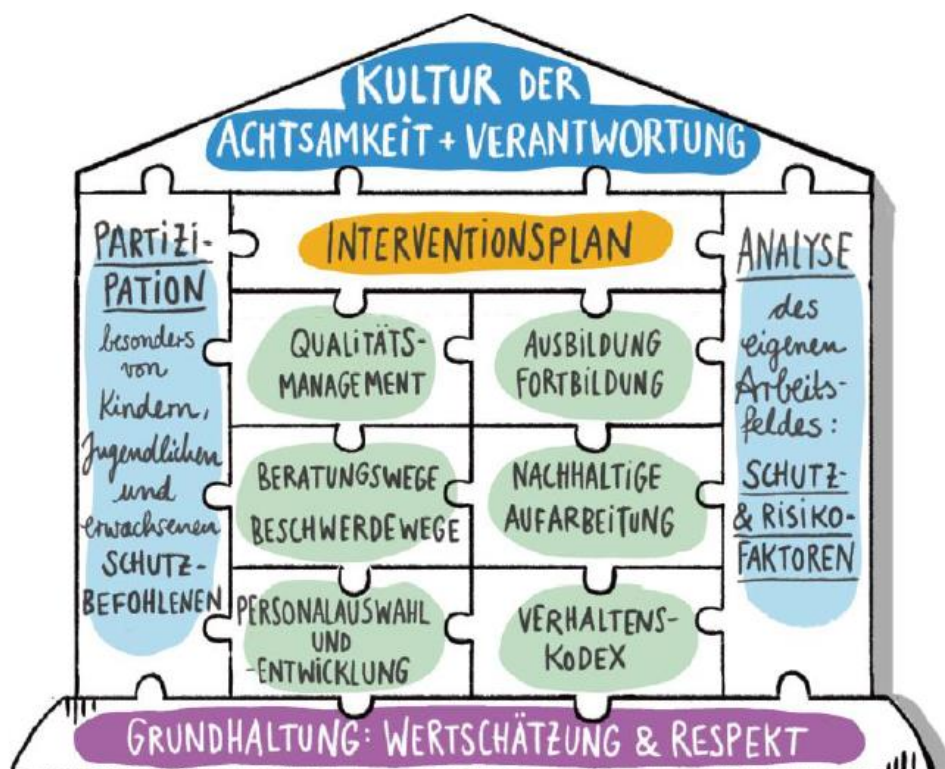 KULTUR DER
ACHTSAMKEIT + VERANTWORTUNG
PARTIZI-
PATION
besonders
von
Kindern,
Jugendlichen
und
erwachsenen
SCHUTZ-
BEFOHLENEN
INTERVENTIONSPLAN
QUALITÄTS-
MANAGEMENT
AUSBILDUNG
FORTBILDUNG
BERATUNGSWEGE
BESCHWERDEWEGE
NACHHALTIGE
AUFARBEITUNG
PERSONALAUSWAHL
UND
-ENTWICKLUNG
VERHALTENS-
KODEX
ANALYSE
des
eigenen
Arbeits-
feldes:
SCHUTZ-
& RISIKO-
FAKTOREN
GRUNDHALTUNG: WERTSCHÄTZUNG & RESPEKT